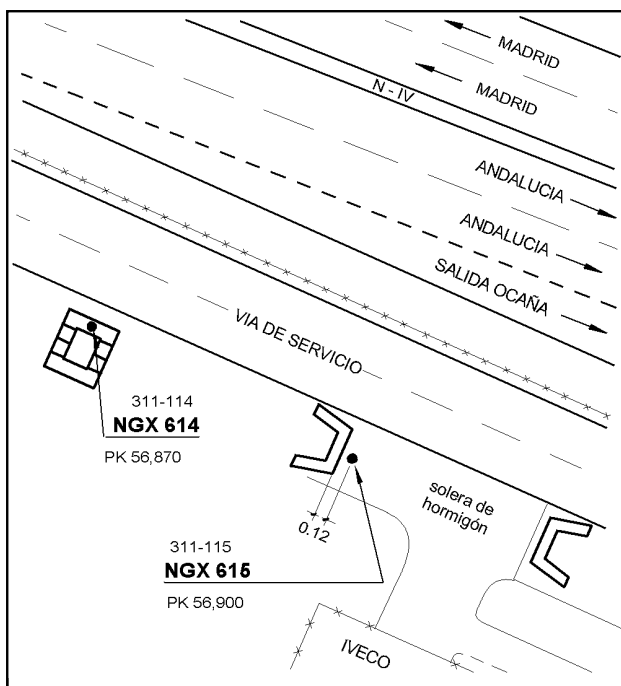 MADRID
MADRID
N - IV
ANDALUCIA
ANDALUCIA
SALIDA OCAÑA
VIA DE SERVICIO
311-114
NGX 614
PK 56,870
solera de
hormigón
0.12
311-115
NGX 615
PK 56,900
IVECO